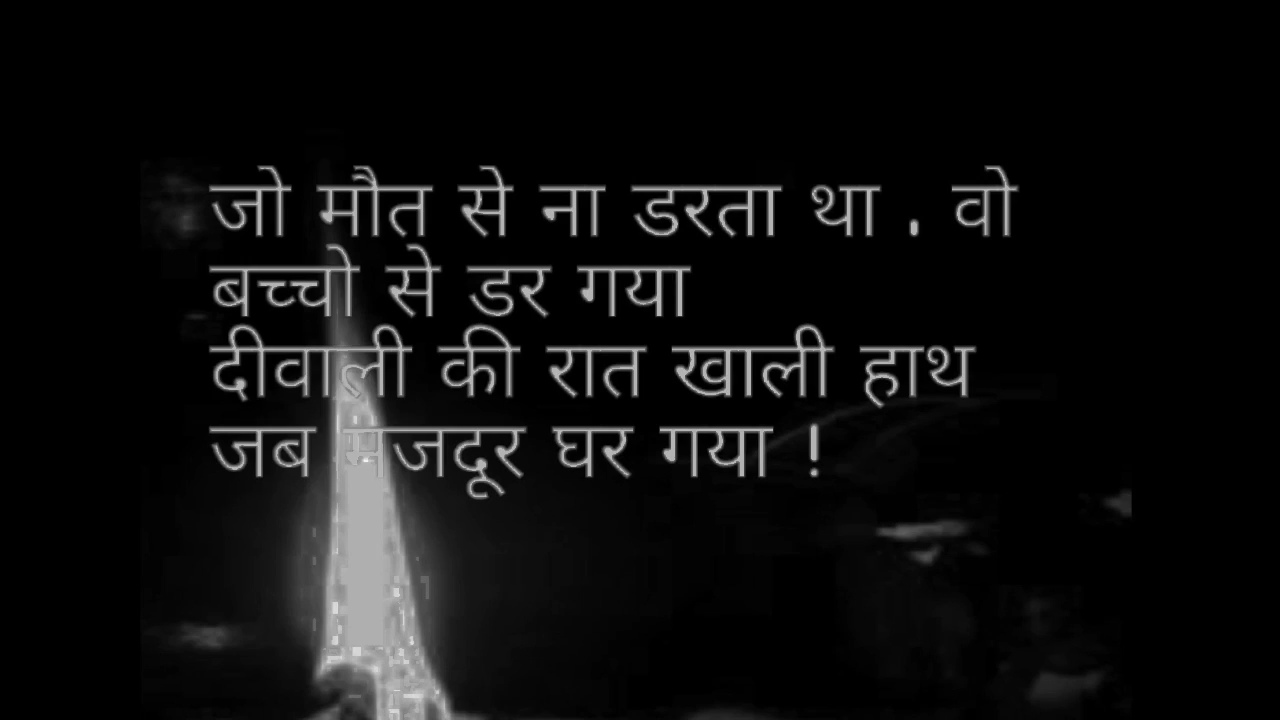 जो मौत से ना डरता था . वो
बच्चो से डर गया
दीवाली की रात खाली हाथ
जब मजदूर घर गया !